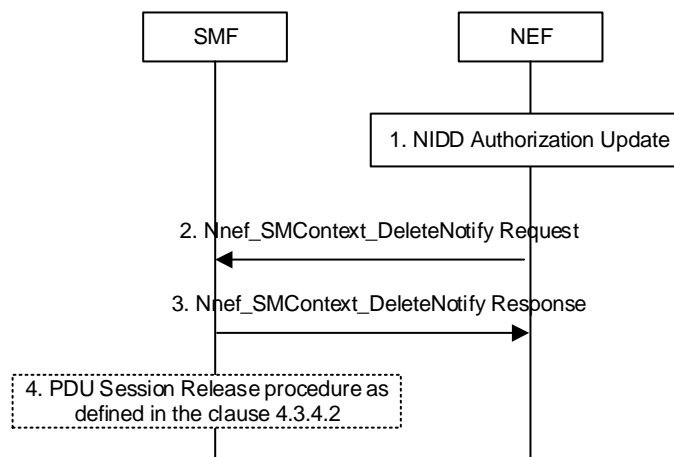 SMF
NEF
1. NIDD Authorization Update
2. Nnef_SMContext_DeleteNotify Request
3. Nnef_SMContext_DeleteNotify Response
4. PDU Session Release procedure as
defined in the clause 4.3.4.2